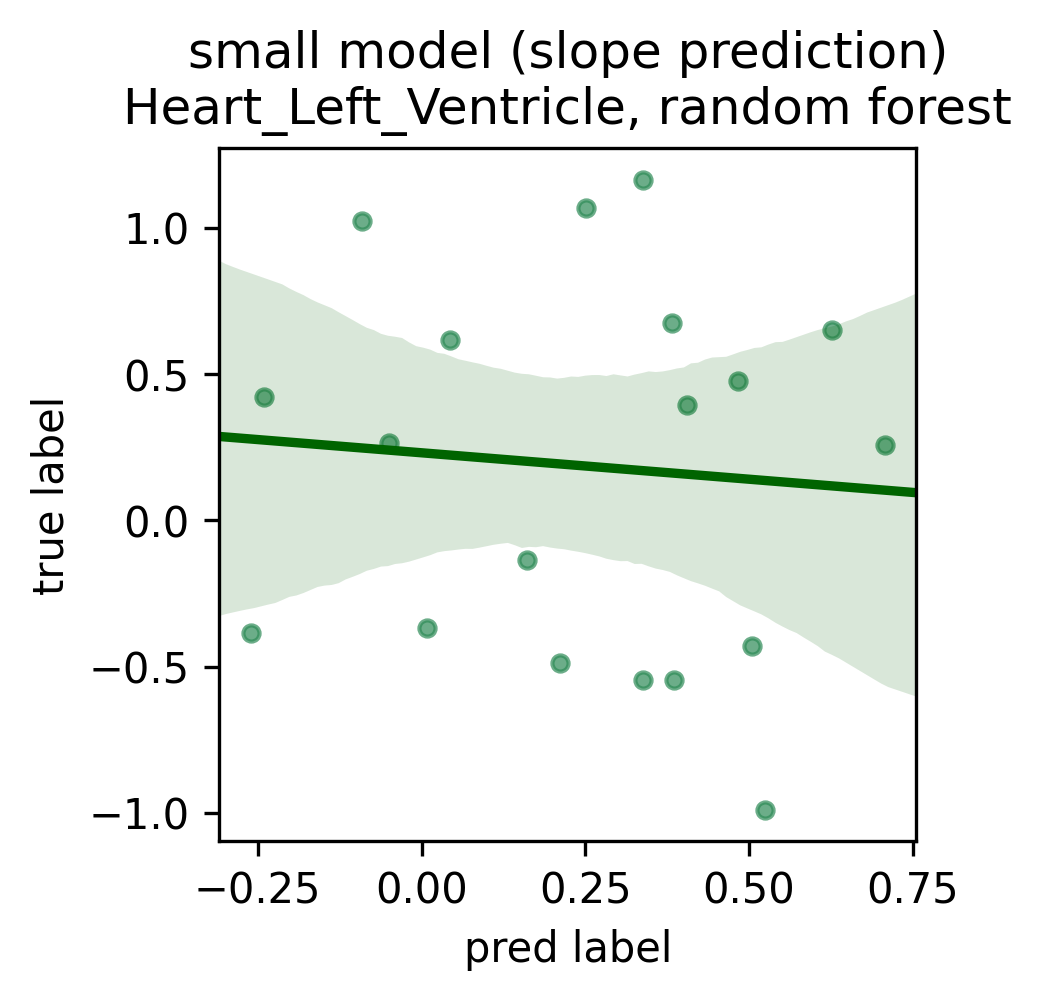 small model (slope prediction)
Heart_Left_Ventricle, random forest
1.0
0.5
0.0
−0.5
−1.0
true label
−0.25 0.00 0.25 0.50 0.75
pred label